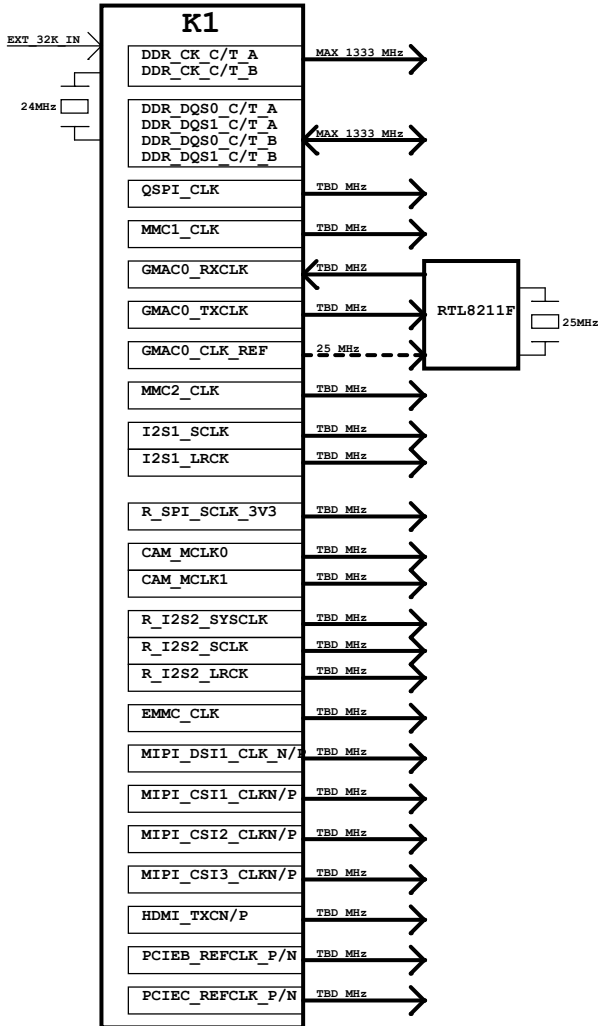 K1
EXT_32K_IN
DDR_CK_C/T_A
DDR_CK_C/T_B
MAX 1333 MHz
24MHz
DDR_DQS0_C/T_A
DDR_DQS1_C/T_A
DDR_DQS0_C/T_B
DDR_DQS1_C/T_B
MAX 1333 MHz
QSPI_CLK TBD MHz
MMC1_CLK TBD MHz
GMAC0_RXCLK TBD MHZ
GMAC0_TXCLK TBD MHz
RTL8211F
25MHz
GMAC0_CLK_REF 25 MHz
MMC2_CLK TBD MHz
I2S1_SCLK TBD MHz
I2S1_LRCK TBD MHz
R_SPI_SCLK_3V3 TBD MHz
CAM_MCLK0 TBD MHz
CAM_MCLK1 TBD MHz
R_I2S2_SYSCLK TBD MHz
R_I2S2_SCLK TBD MHz
R_I2S2_LRCK TBD MHz
EMMC_CLK TBD MHz
MIPI_DSI1_CLK_N/P TBD MHz
MIPI_CSI1_CLKN/P TBD MHz
MIPI_CSI2_CLKN/P TBD MHz
MIPI_CSI3_CLKN/P TBD MHz
HDMI_TXCN/P TBD MHz
PCIEB_REFCLK_P/N TBD MHz
PCIEC_REFCLK_P/N TBD MHz